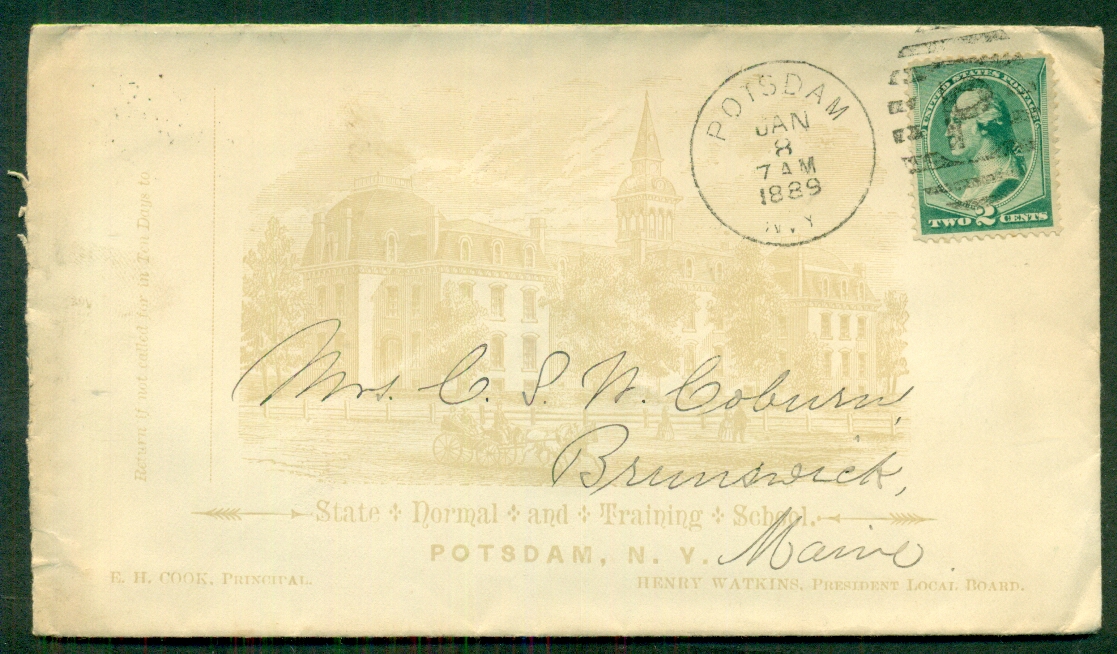 POTSDAM
JAN
8
7 AM
1889
N.Y.
UNITED STATES POSTAGE
TWO 2 CENTS
Return if not called for in Ten Days to
Mrs. C. S. W. Coburn,
Brunswick,
Maine
State Normal and Training School.
POTSDAM, N. Y.
E. H. COOK, PRINCIPAL.
HENRY WATKINS, PRESIDENT LOCAL BOARD.